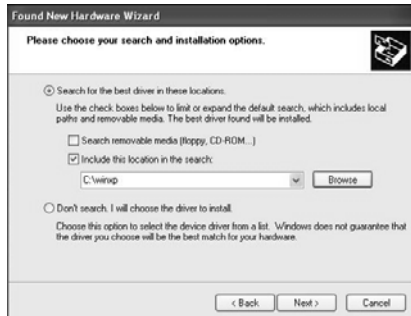 Found New Hardware Wizard
Please choose your search and installation options.
Search for the best driver in these locations.
Use the check boxes below to limit or expand the default search, which includes local
paths and removable media. The best driver found will be installed.
Search removable media (floppy, CD-ROM...)
Include this location in the search:
C:\winxp
Browse
Don't search. I will choose the driver to install.
Choose this option to select the device driver from a list. Windows does not guarantee that
the driver you choose will be the best match for your hardware.
< Back
Next >
Cancel